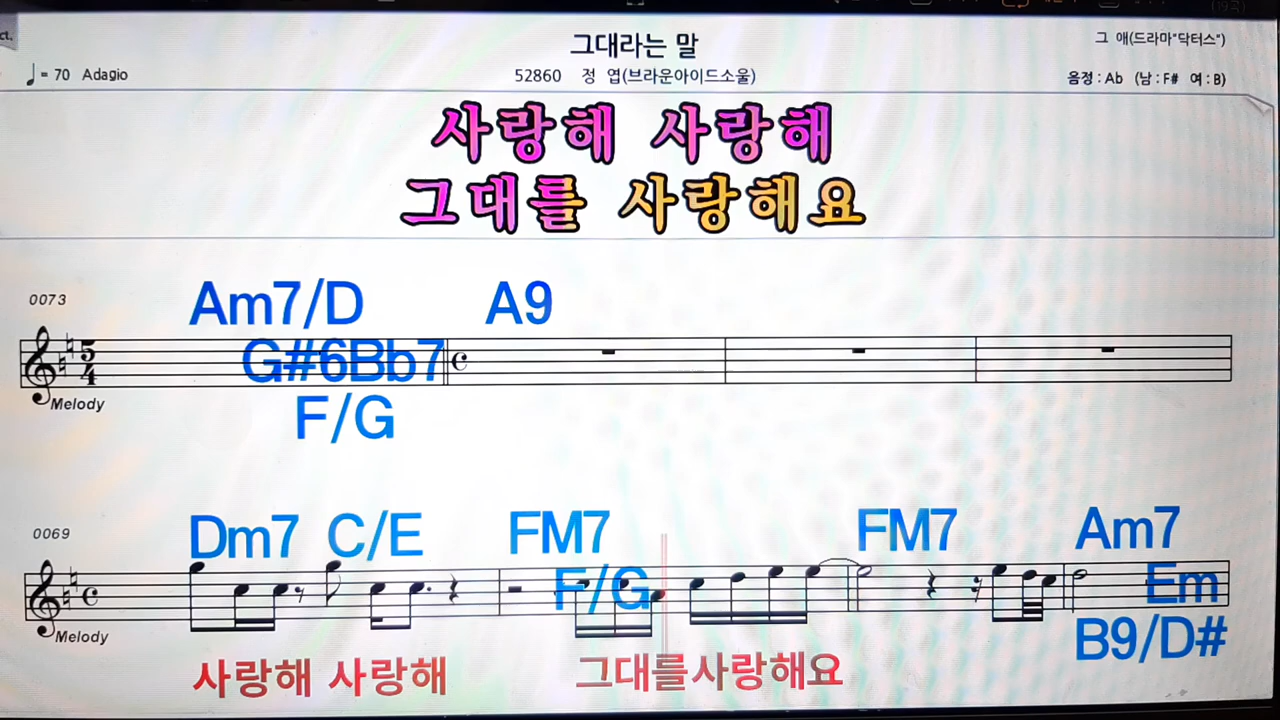 ct.
그대라는 말
그 애(드라마"닥터스")
♩= 70 Adagio
52860 정 엽(브라운아이드소울)
음정 : Ab (남 : F# 여 : B)
사랑해 사랑해
그대를 사랑해요
0073
Am7/D A9
5
4
G#6Bb7
Melody
F/G
0069
Dm7 C/E FM7 FM7 Am7
F/G Em
Melody
B9/D#
사랑해 사랑해 그대를사랑해요